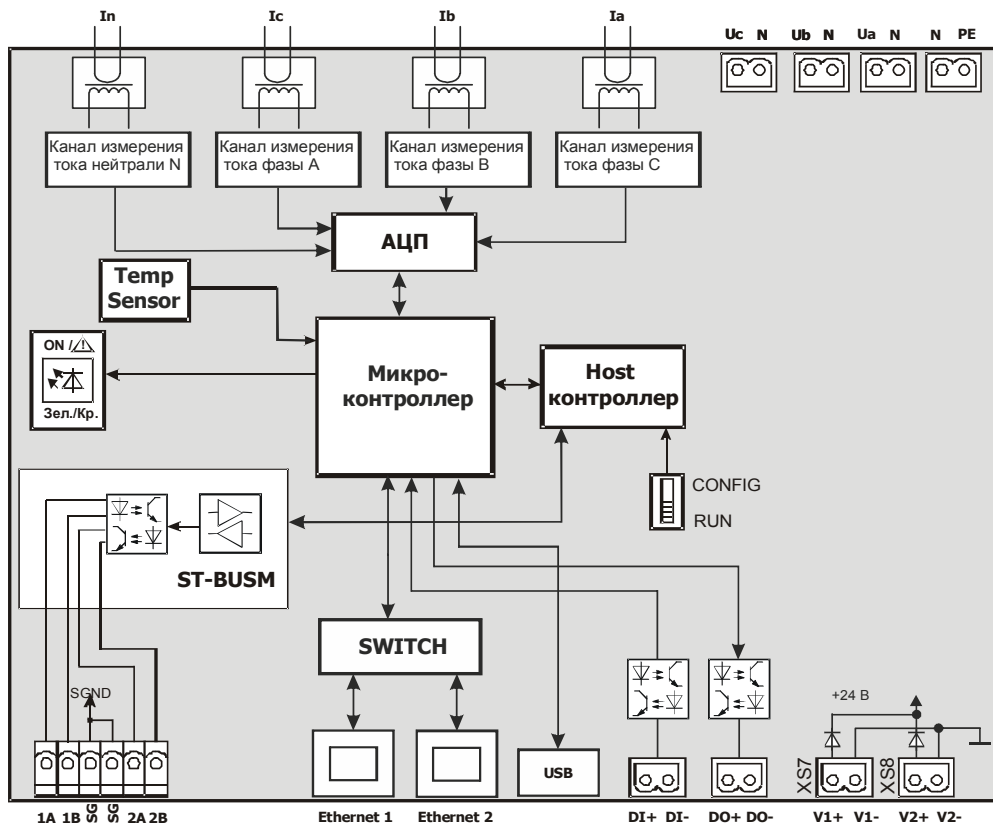 In Ic Ib Ia
Uc N Ub N Ua N N PE
Канал измерения
тока нейтрали N
Канал измерения
тока фазы А
Канал измерения
тока фазы В
Канал измерения
тока фазы С
АЦП
Temp
Sensor
ON /
Зел./Кр.
Микро-
контроллер
Host
контроллер
CONFIG
RUN
ST-BUSM
SWITCH
SGND
+24 В
XS7
XS8
USB
1A 1B SG SG 2A 2B
Ethernet 1 Ethernet 2
DI+ DI- DO+ DO- V1+ V1- V2+ V2-